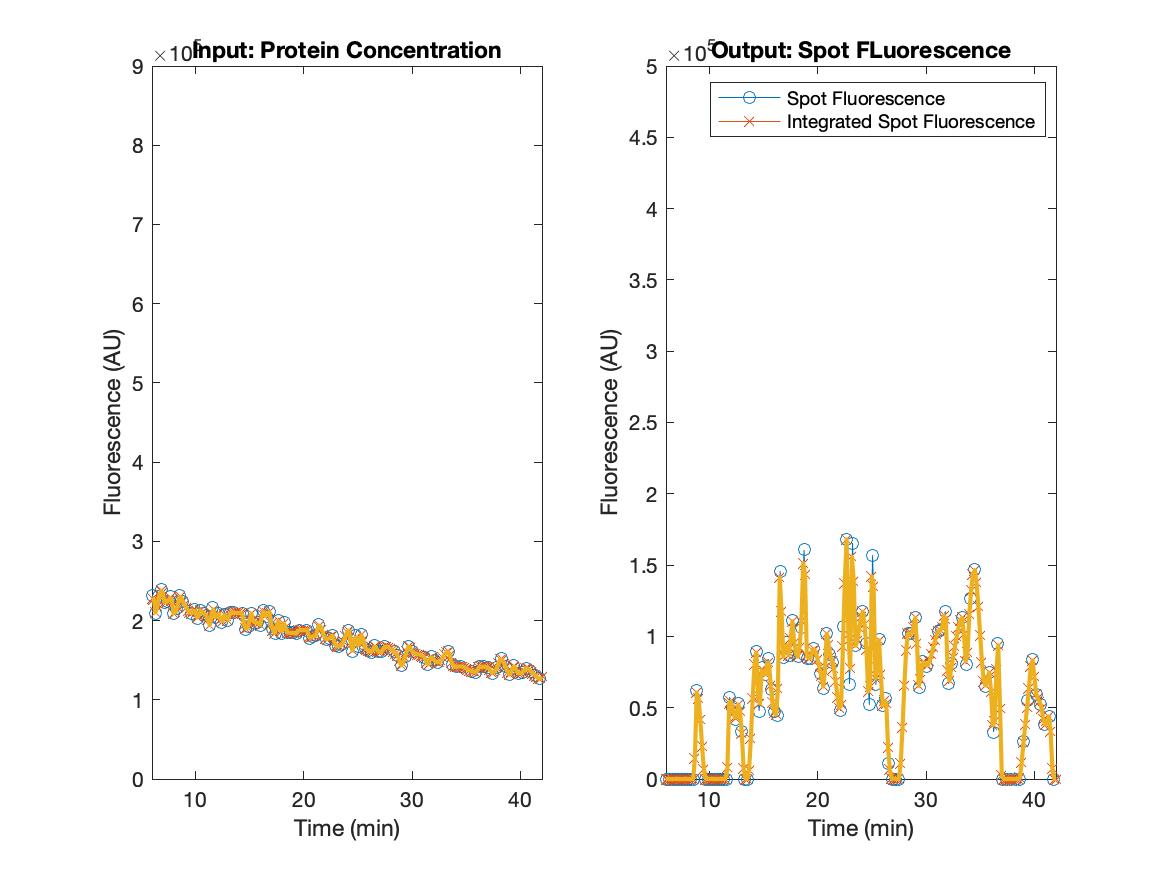 ×10⁵
Input: Protein Concentration
9
8
7
6
5
4
3
2
1
0
Fluorescence (AU)
10 20 30 40
Time (min)
×10⁵
Output: Spot FLuorescence
Spot Fluorescence
Integrated Spot Fluorescence
5
4.5
4
3.5
3
2.5
2
1.5
1
0.5
0
Fluorescence (AU)
10 20 30 40
Time (min)